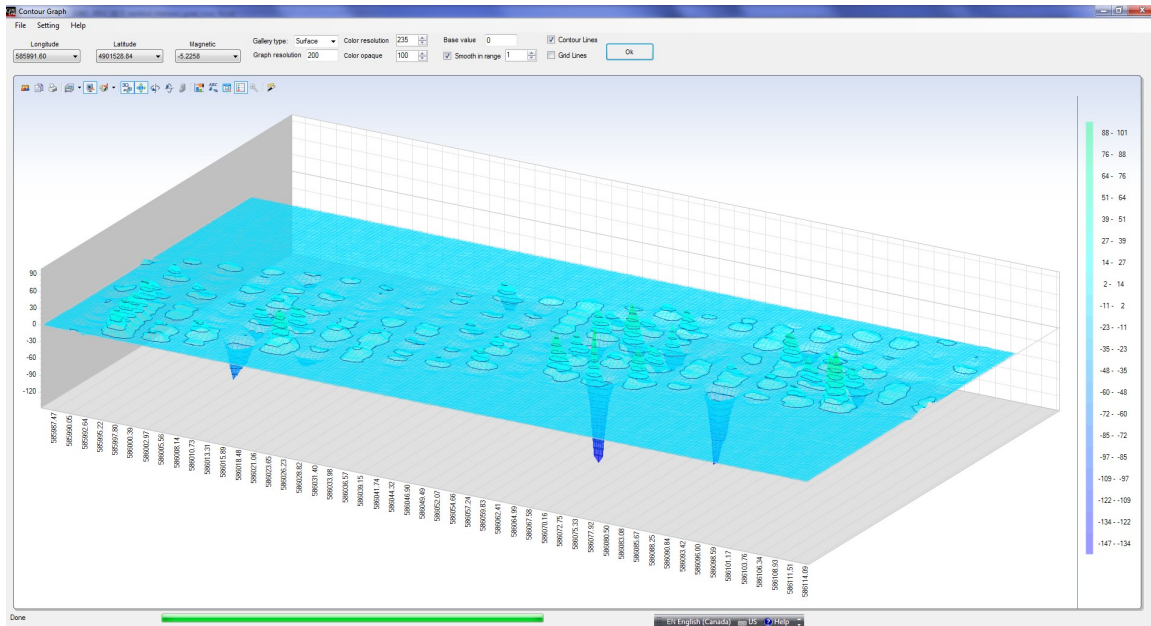 Contour Graph
File Setting Help
Longitude Latitude Magnetic
585991.60 4901528.84 -5.2258
Gallery type: Surface Color resolution 235 Base value 0 Contour Lines
Graph resolution 200 Color opaque 100 Smooth in range 1 Grid Lines
Ok
88 - 101
76 - 88
64 - 76
51 - 64
39 - 51
27 - 39
14 - 27
2 - 14
-11 - 2
-23 - -11
-35 - -23
-48 - -35
-60 - -48
-72 - -60
-85 - -72
-97 - -85
-109 - -97
-122 - -109
-134 - -122
-147 - -134
90
60
30
0
-30
-60
-90
-120
585987.47
585990.05
585992.64
585995.22
585997.80
586000.39
586002.97
586005.56
586008.14
586010.73
586013.31
586015.89
586018.48
586021.06
586023.65
586026.23
586028.82
586031.40
586033.98
586036.57
586039.15
586041.74
586044.32
586046.90
586049.49
586052.07
586054.66
586057.24
586059.83
586062.41
586064.99
586067.58
586070.16
586072.75
586075.33
586077.92
586080.50
586083.08
586085.67
586088.25
586090.84
586093.42
586096.00
586098.59
586101.17
586103.76
586106.34
586108.93
586111.51
586114.09
Done
EN English (Canada) US Help